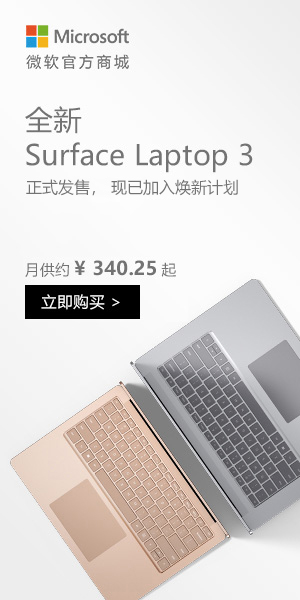 Microsoft
微软官方商城
全新
Surface Laptop 3
正式发售， 现已加入焕新计划
月供约 ¥ 340.25 起
立即购买 >